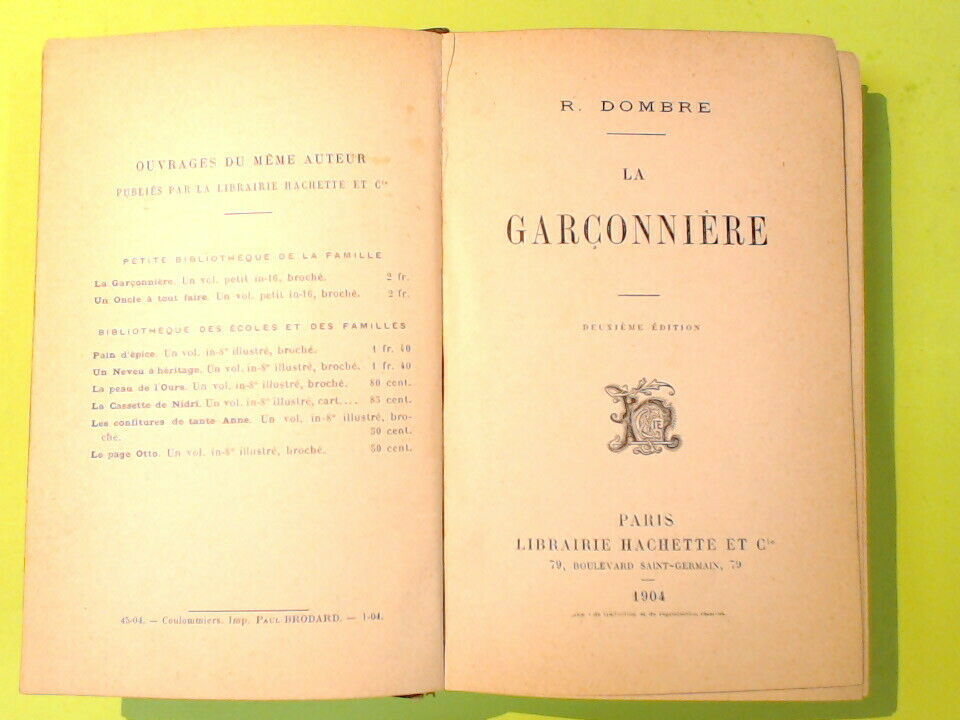 OUVRAGES DU MÊME AUTEUR
PUBLIÉS PAR LA LIBRAIRIE HACHETTE ET Cie
PETITE BIBLIOTHÈQUE DE LA FAMILLE
La Garçonnière. Un vol. petit in-16, broché. 2 fr.
Un Oncle à tout faire. Un vol. petit in-16, broché. 2 fr.
BIBLIOTHÈQUE DES ÉCOLES ET DES FAMILLES
Pain d'épice. Un vol. in-8° illustré, broché. 1 fr. 40
Un Neveu à héritage. Un vol. in-8° illustré, broché. 1 fr. 40
La peau de l'Ours. Un vol. in-8° illustré, broché. 80 cent.
La Cassette de Nidri. Un vol. in-8° illustré, cart.... 85 cent.
Les confitures de tante Anne. Un vol. in-8° illustré, bro-
ché. 50 cent.
Le page Otto. Un vol. in-8° illustré, broché. 50 cent.
45-04. — Coulommiers. Imp. PAUL BRODARD. — 1-04.
R. DOMBRE
LA
GARÇONNIÈRE
DEUXIÈME ÉDITION
PARIS
LIBRAIRIE HACHETTE ET Cie
79, BOULEVARD SAINT-GERMAIN, 79
1904
de traduction et de reproduction réservés.